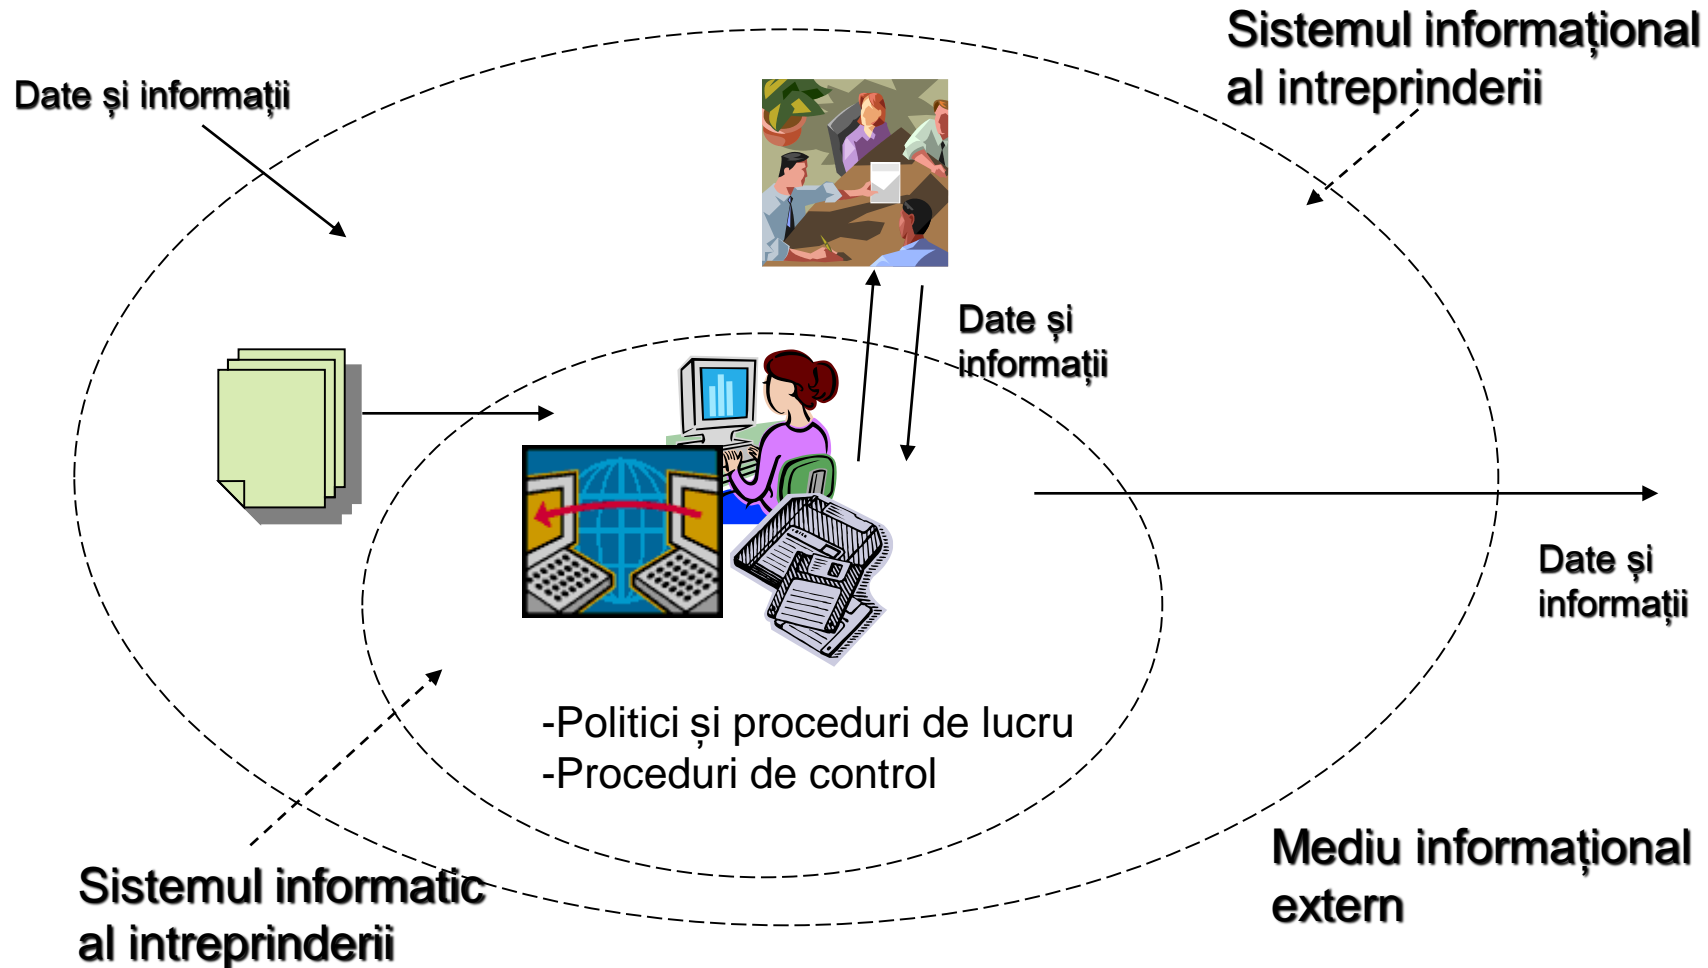 Sistemul informațional
al intreprinderii
Date și informații
Date și
informații
Date și
informații
-Politici și proceduri de lucru
-Proceduri de control
Mediu informațional
extern
Sistemul informatic
al intreprinderii